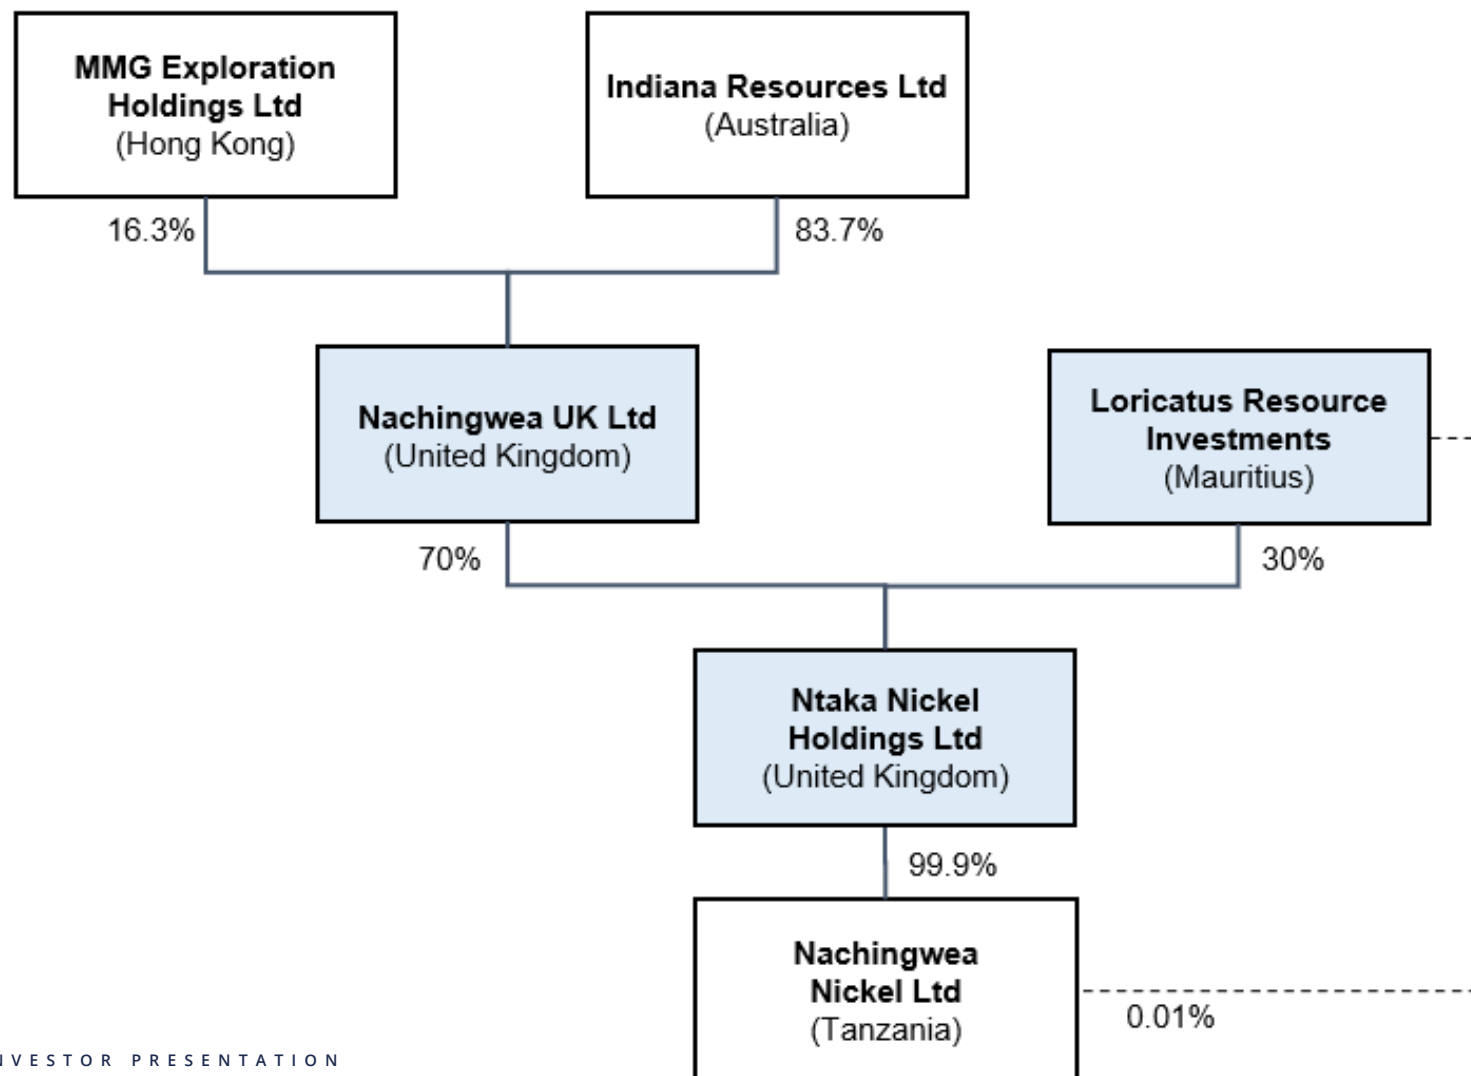 MMG Exploration
Holdings Ltd
(Hong Kong)
Indiana Resources Ltd
(Australia)
16.3%
83.7%
Nachingwea UK Ltd
(United Kingdom)
Loricatus Resource
Investments
(Mauritius)
70%
30%
Ntaka Nickel
Holdings Ltd
(United Kingdom)
99.9%
Nachingwea
Nickel Ltd
(Tanzania)
0.01%
NVESTOR PRESENTATION